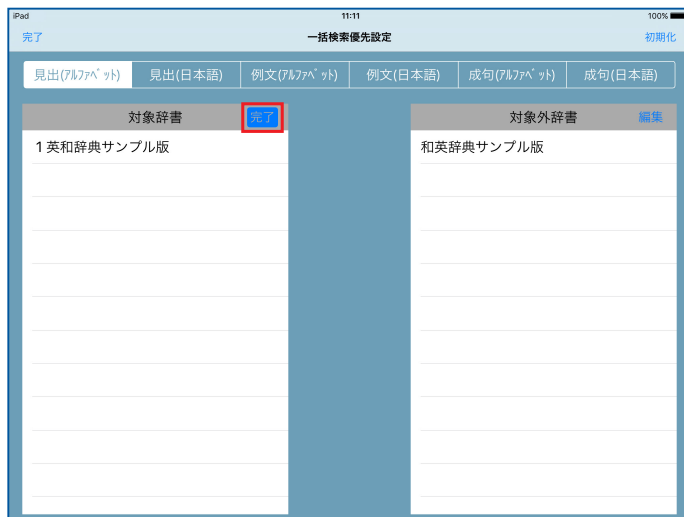 iPad 11:11 100%
完了 一括検索優先設定 初期化
見出(ｱﾙﾌｧﾍﾞｯﾄ) 見出(日本語) 例文(ｱﾙﾌｧﾍﾞｯﾄ) 例文(日本語) 成句(ｱﾙﾌｧﾍﾞｯﾄ) 成句(日本語)
対象辞書 完了 対象外辞書 編集
1 英和辞典サンプル版 和英辞典サンプル版